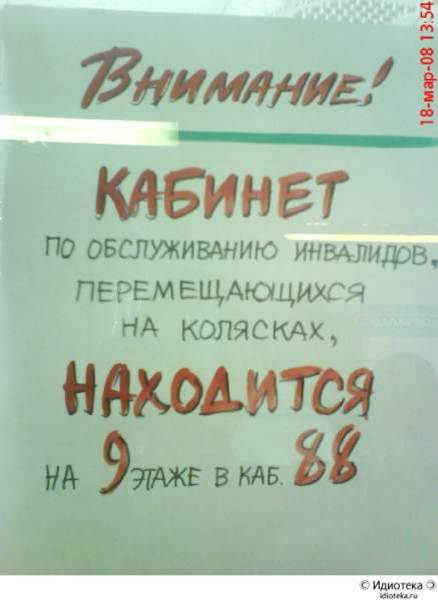 18-мар-08 13:54
Внимание!
КАБИНЕТ
ПО ОБСЛУЖИВАНИЮ ИНВАЛИДОВ,
ПЕРЕМЕЩАЮЩИХСЯ
НА КОЛЯСКАХ,
НАХОДИТСЯ
НА 9 ЭТАЖЕ В КАБ. 88
© Идиотека
idioteka.ru